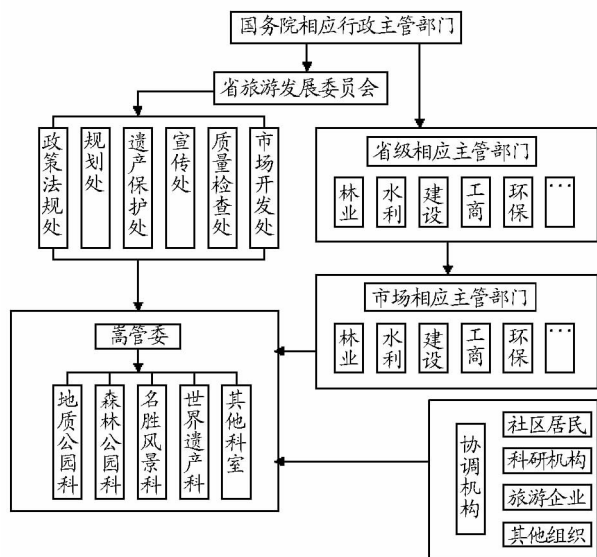 国务院相应行政主管部门
省旅游发展委员会
政策法规处
规划处
遗产保护处
宣传处
质量检查处
市场开发处
省级相应主管部门
林业
水利
建设
工商
环保
…
市场相应主管部门
林业
水利
建设
工商
环保
…
嵩管委
地质公园科
森林公园科
名胜风景科
世界遗产科
其他科室
协调机构
社区居民
科研机构
旅游企业
其他组织